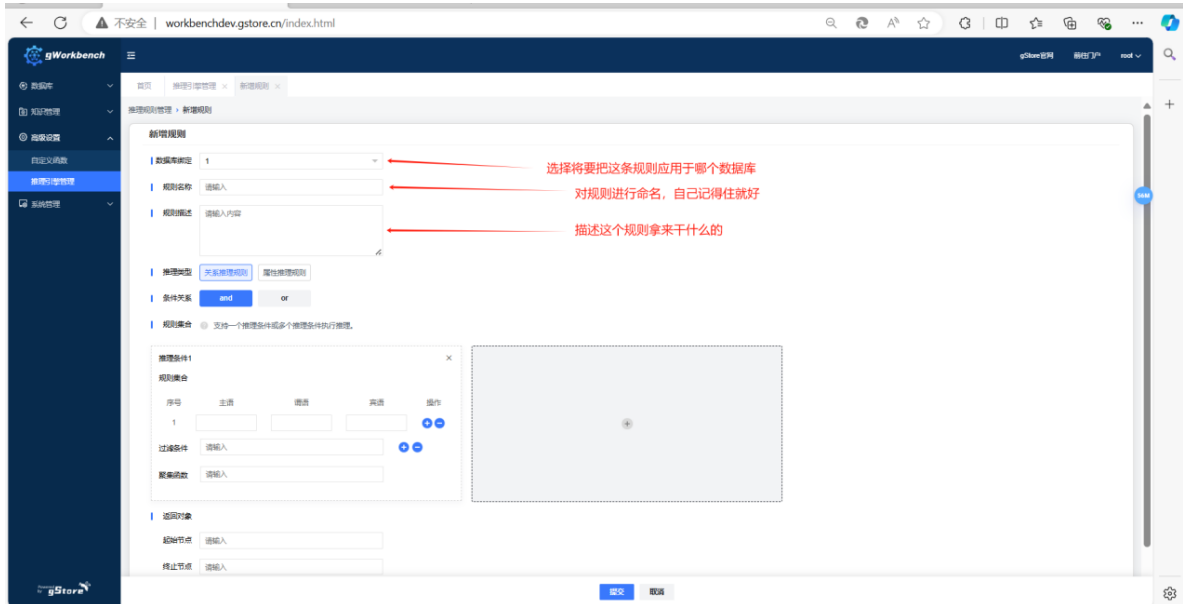 不安全 | workbenchdev.gstore.cn/index.html
gWorkbench
gStore官网 前往门户 root
数据库
首页 推理引擎管理 × 新增规则 ×
知识管理
推理规则管理 › 新增规则
高级设置
新增规则
自定义函数
数据库绑定 1
选择将要把这条规则应用于哪个数据库
推理引擎管理
规则名称 请输入
对规则进行命名，自己记得住就好
系统管理
规则描述 请输入内容
描述这个规则拿来干什么的
推理类型 关系推理规则 属性推理规则
条件关系 and or
规则集合 支持一个推理条件或多个推理条件执行推理。
推理条件1 ×
规则集合
序号 主语 谓语 宾语 操作
1
过滤条件 请输入
聚集函数 请输入
返回对象
起始节点 请输入
终止节点 请输入
gStore
提交 取消